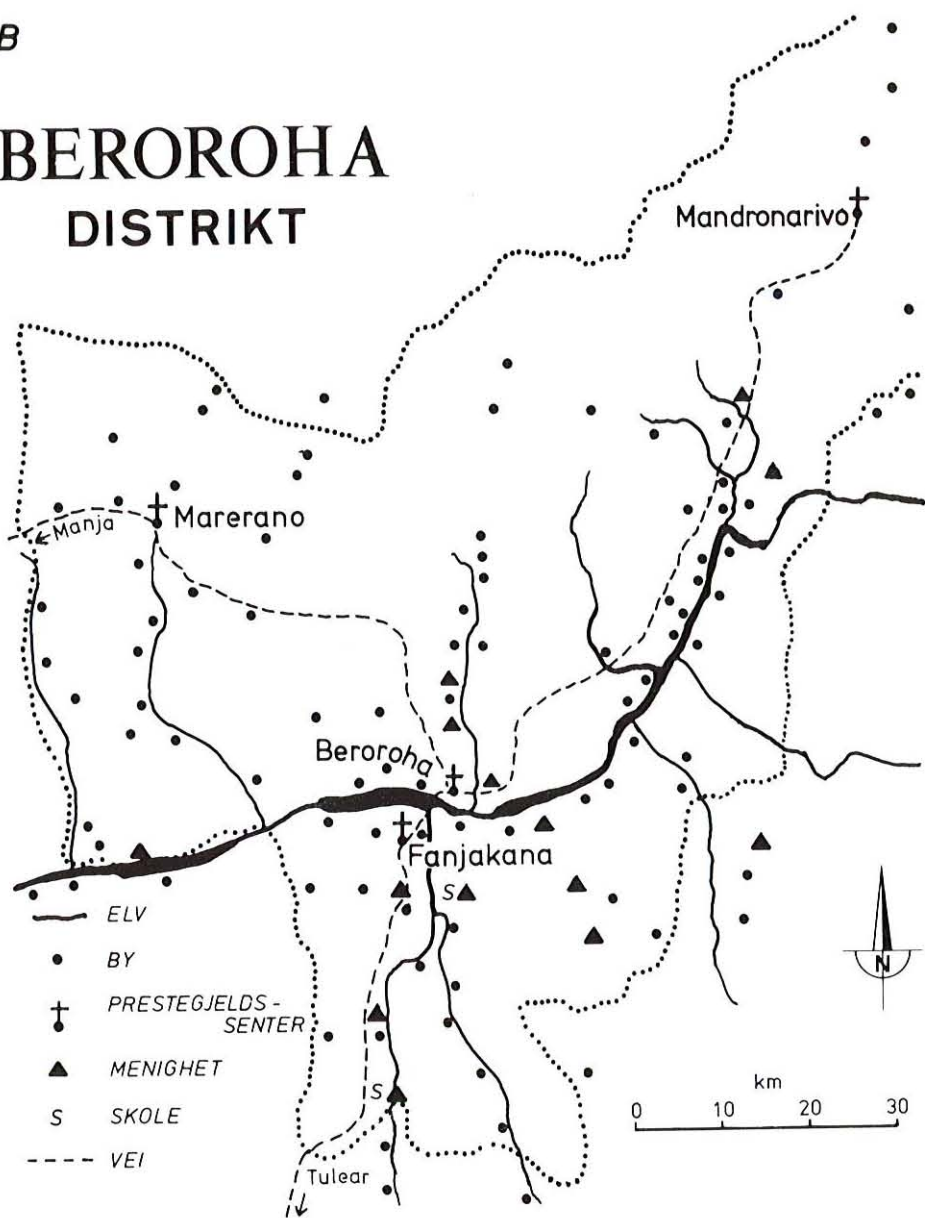 B
BEROROHA
DISTRIKT
Mandronarivo
Manja
Marerano
Beroroha
Fanjakana
S
ELV
BY
PRESTEGJELDS-
SENTER
MENIGHET
S SKOLE
VEI
S
Tulear
N
km
0 10 20 30